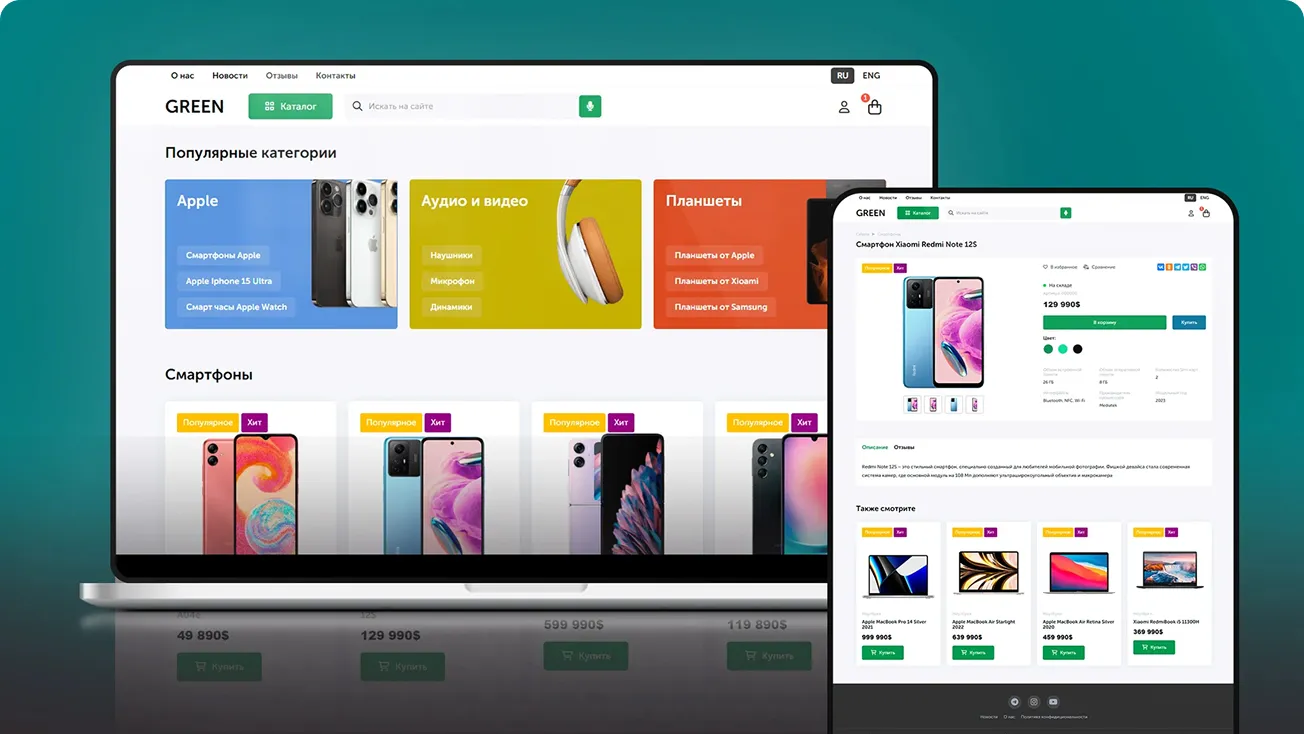 О нас Новости Отзывы Контакты RU ENG
GREEN Каталог Искать на сайте 1
Популярные категории
Apple
Смартфоны Apple
Apple Iphone 15 Ultra
Смарт часы Apple Watch
Аудио и видео
Наушники
Микрофон
Динамики
Планшеты
Планшеты от Apple
Планшеты от Xioami
Планшеты от Samsung
Смартфоны
Популярное Хит
Популярное Хит
Популярное Хит
Популярное Хит
49 890$
Купить
12S
129 990$
Купить
599 990$
Купить
119 890$
Купить
О нас Новости Отзывы Контакты RU ENG
GREEN Каталог Искать на сайте
Главная Смартфоны
Смартфон Xiaomi Redmi Note 12S
Популярное Хит
В избранное Сравнение
На складе
129 990$
В корзину Купить
Цвет:
8 ГБ
2
Bluetooth, NFC, Wi-Fi
2023
Описание Отзывы
Redmi Note 12S – это стильный смартфон, специально созданный для любителей мобильной фотографии. Фишкой девайса стала современная
система камер, где основной модуль на 108 Мп дополняют ультраширокоугольный объектив и макрокамера
Также смотрите
Популярное Хит
Ноутбуки
Apple MacBook Pro 14 Silver
2021
999 990$
Купить
Популярное Хит
Ноутбуки
Apple MacBook Air Starlight
2022
639 990$
Купить
Популярное Хит
Ноутбуки
Apple MacBook Air Retina Silver
2020
459 990$
Купить
Популярное Хит
Ноутбуки
Xiaomi RedmiBook i5 11300H
369 990$
Купить
Новости О нас Политика конфиденциальности